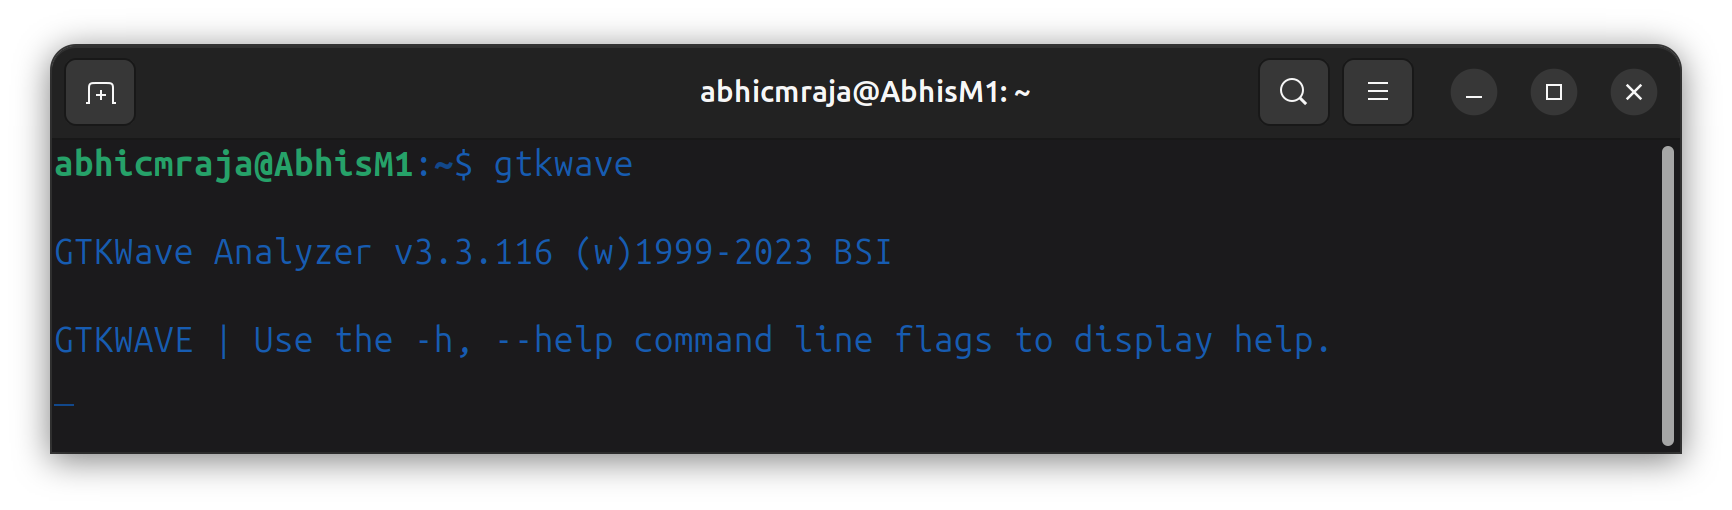 abhicmraja@AbhisM1: ~
abhicmraja@AbhisM1:~$ gtkwave
GTKWave Analyzer v3.3.116 (w)1999-2023 BSI
GTKWAVE | Use the -h, --help command line flags to display help.